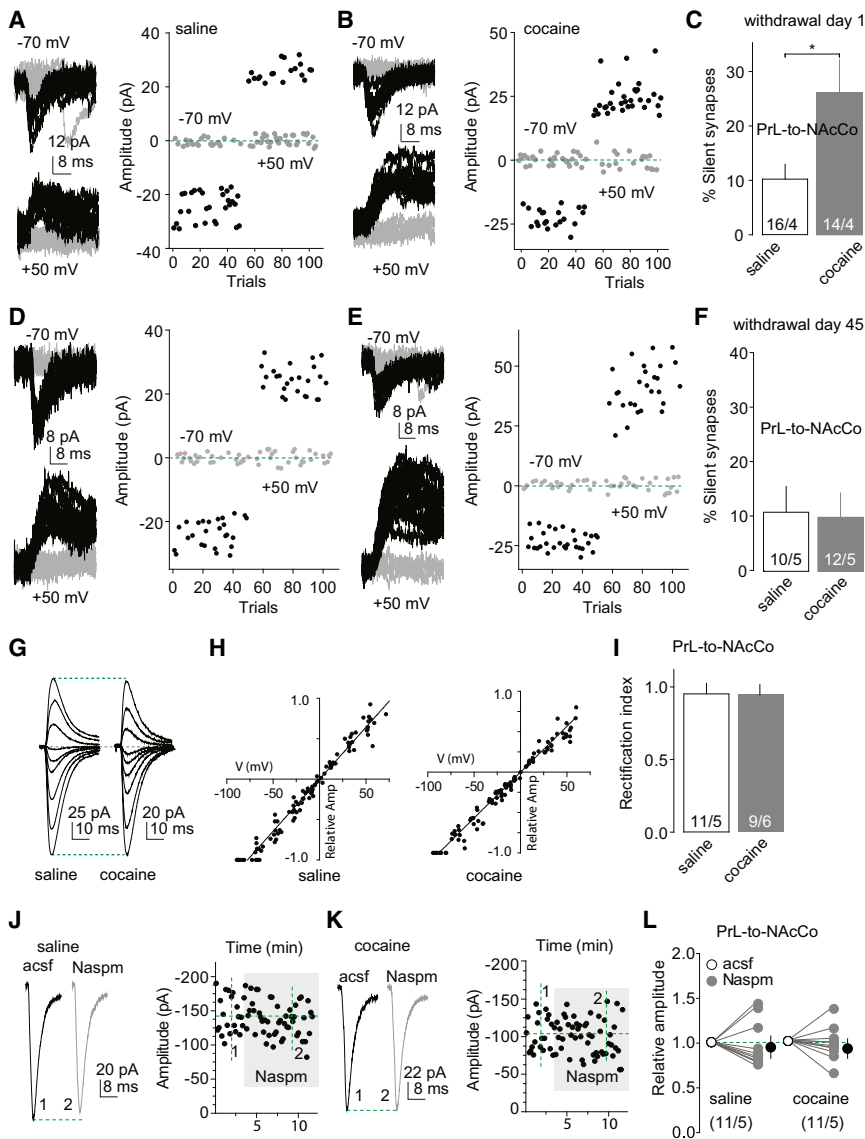 A
-70 mV
12 pA
8 ms
+50 mV
saline
Amplitude (pA)
40
20
0
-20
-40
-70 mV
+50 mV
0 20 40 60 80 100
Trials
B
-70 mV
12 pA
8 ms
+50 mV
cocaine
Amplitude (pA)
50
25
0
-25
-70 mV
+50 mV
0 20 40 60 80 100
Trials
C
withdrawal day 1
*
% Silent synapses
30
20
10
0
PrL-to-NAcCo
16/4
14/4
saline
cocaine
D
-70 mV
8 pA
8 ms
+50 mV
Amplitude (pA)
40
20
0
-20
-70 mV
+50 mV
0 20 40 60 80 100
Trials
E
-70 mV
8 pA
8 ms
+50 mV
Amplitude (pA)
50
25
0
-25
-70 mV
+50 mV
0 20 40 60 80 100
Trials
F
withdrawal day 45
% Silent synapses
40
30
20
10
0
PrL-to-NAcCo
10/5
12/5
saline
cocaine
G
25 pA
10 ms
20 pA
10 ms
saline
cocaine
H
1.0
V (mV)
-100 -50 50
Relative Amp
-1.0
saline
1.0
V (mV)
-100 -50 50
Relative Amp
-1.0
cocaine
I
PrL-to-NAcCo
Rectification index
1.0
0.5
0.0
11/5
9/6
saline
cocaine
J
saline
acsf
Naspm
1 2
20 pA
8 ms
Time (min)
Amplitude (pA)
-200
-150
-100
-50
0
1
2
Naspm
5 10
K
cocaine
acsf
Naspm
1 2
22 pA
8 ms
Time (min)
Amplitude (pA)
-200
-150
-100
-50
0
1
2
Naspm
5 10
L
PrL-to-NAcCo
acsf
Naspm
Relative amplitude
2.0
1.5
1.0
0.5
0.0
saline
(11/5)
cocaine
(11/5)